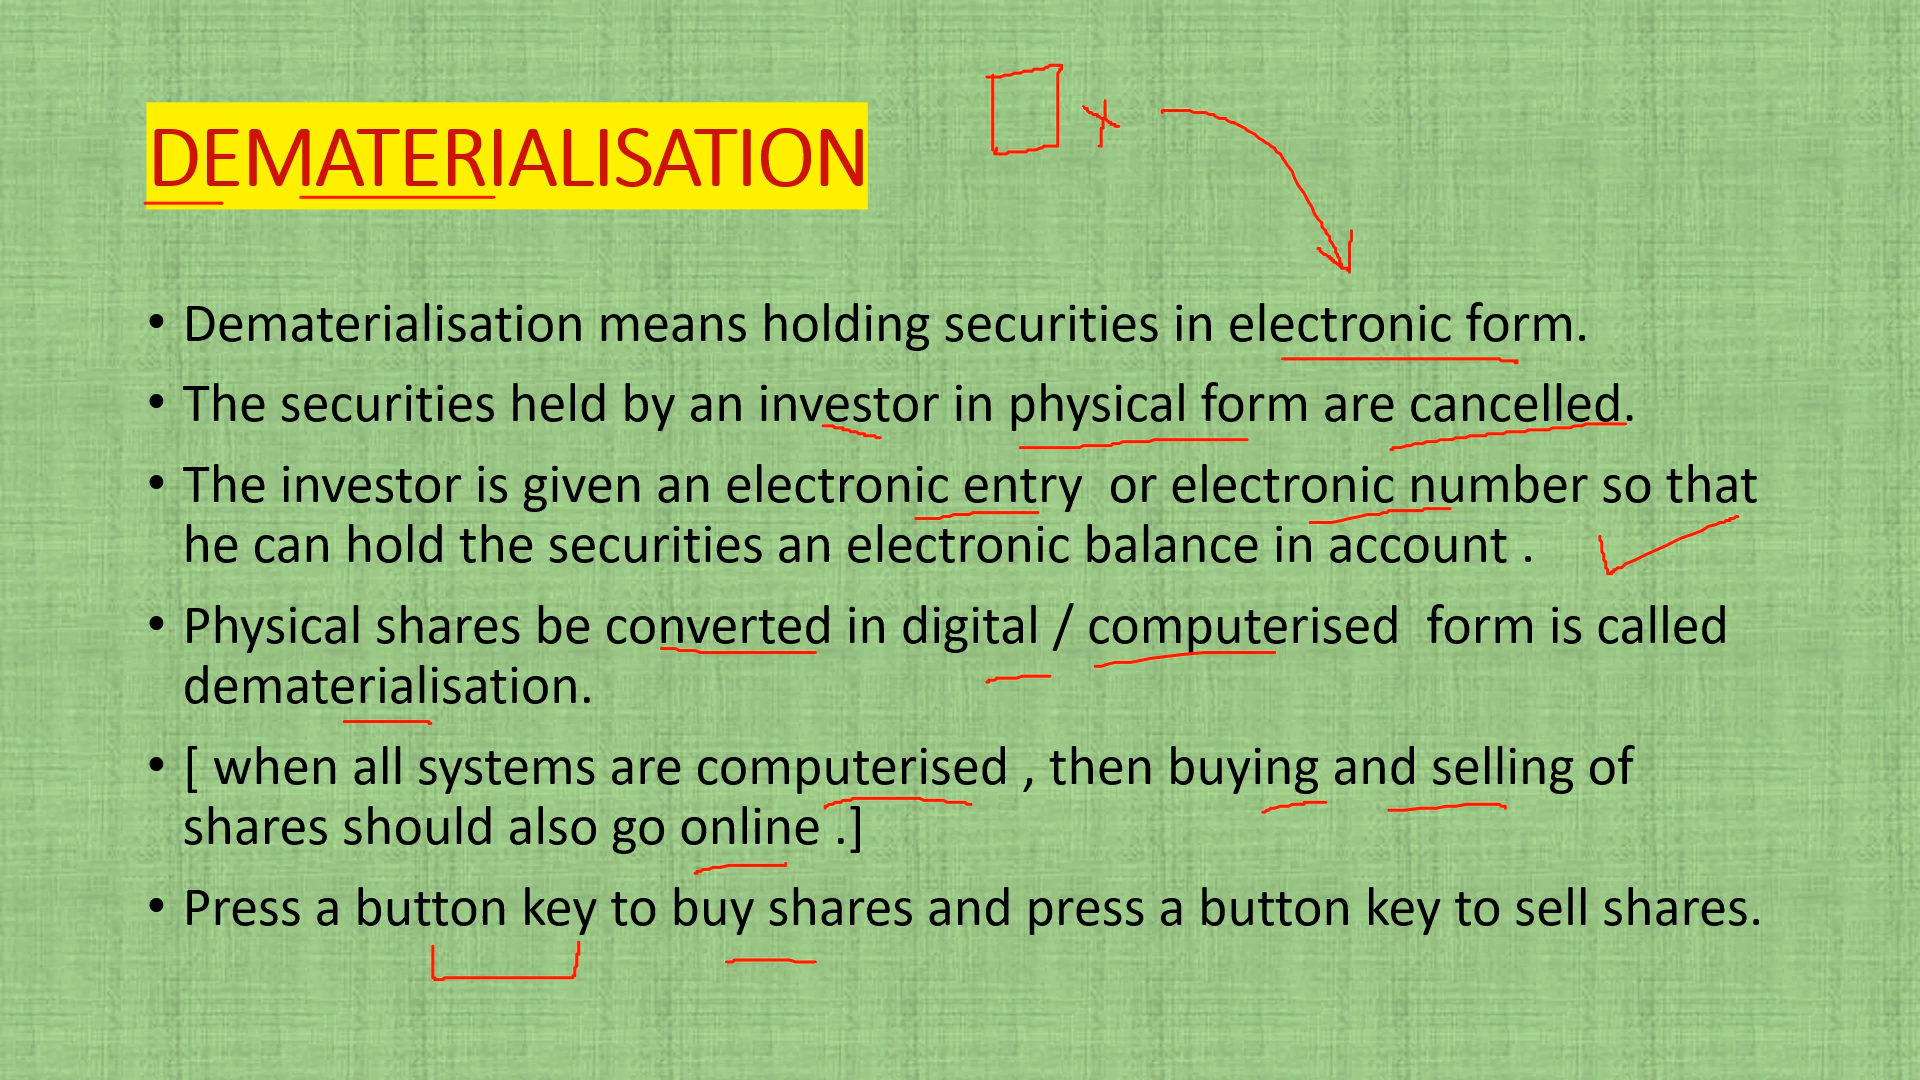 DEMATERIALISATION
• Dematerialisation means holding securities in electronic form.
• The securities held by an investor in physical form are cancelled.
• The investor is given an electronic entry  or electronic number so that
he can hold the securities an electronic balance in account .
• Physical shares be converted in digital / computerised  form is called
dematerialisation.
• [ when all systems are computerised , then buying and selling of
shares should also go online .]
• Press a button key to buy shares and press a button key to sell shares.